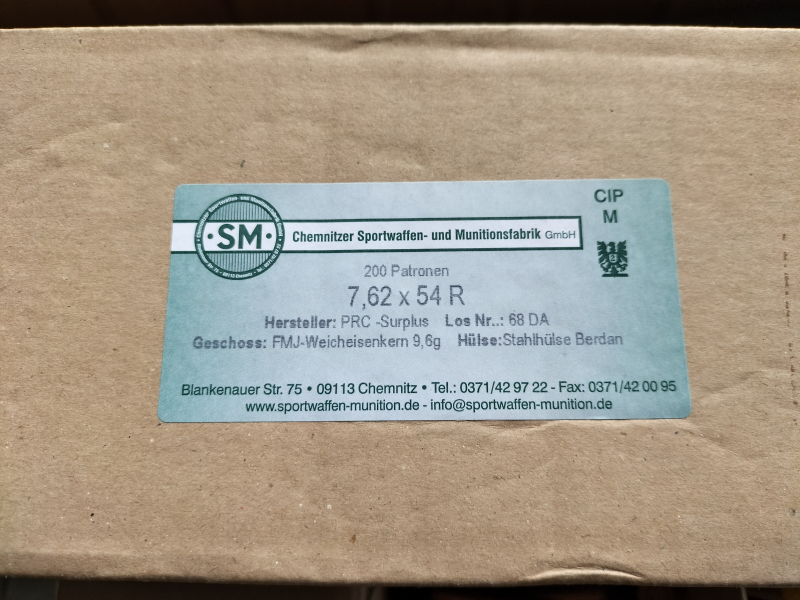 CIP
M
·SM·
Chemnitzer Sportwaffen- und Munitionsfabrik GmbH
200 Patronen
7,62 x 54 R
Hersteller: PRC -Surplus Los Nr..: 68 DA
Geschoss: FMJ-Weicheisenkern 9,6g Hülse:Stahlhülse Berdan
Blankenauer Str. 75 • 09113 Chemnitz • Tel.: 0371/42 97 22 - Fax: 0371/42 00 95
www.sportwaffen-munition.de - info@sportwaffen-munition.de